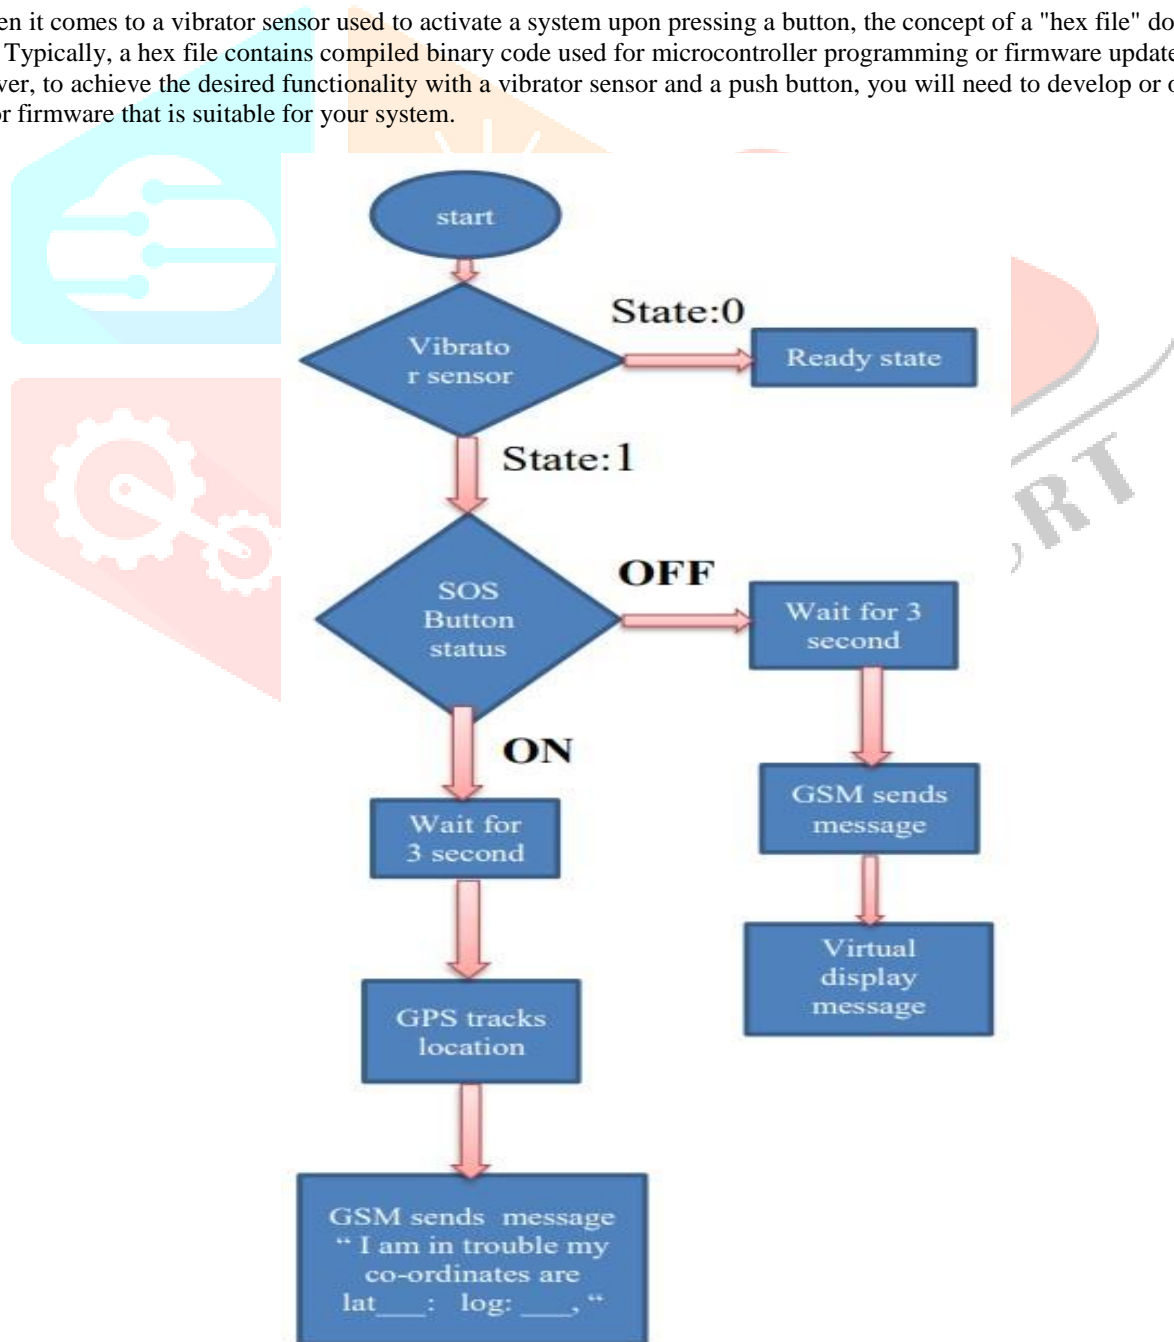 en it comes to a vibrator sensor used to activate a system upon pressing a button, the concept of a "hex file" do
Typically, a hex file contains compiled binary code used for microcontroller programming or firmware update
ver, to achieve the desired functionality with a vibrator sensor and a push button, you will need to develop or o
or firmware that is suitable for your system.
start
State:0
Vibrato
r sensor
Ready state
State:1
SOS
Button
status
OFF
Wait for 3
second
ON
GSM sends
message
Wait for
3 second
Virtual
display
message
GPS tracks
location
GSM sends message
“ I am in trouble my
co-ordinates are
lat___: log: ___, “
RT